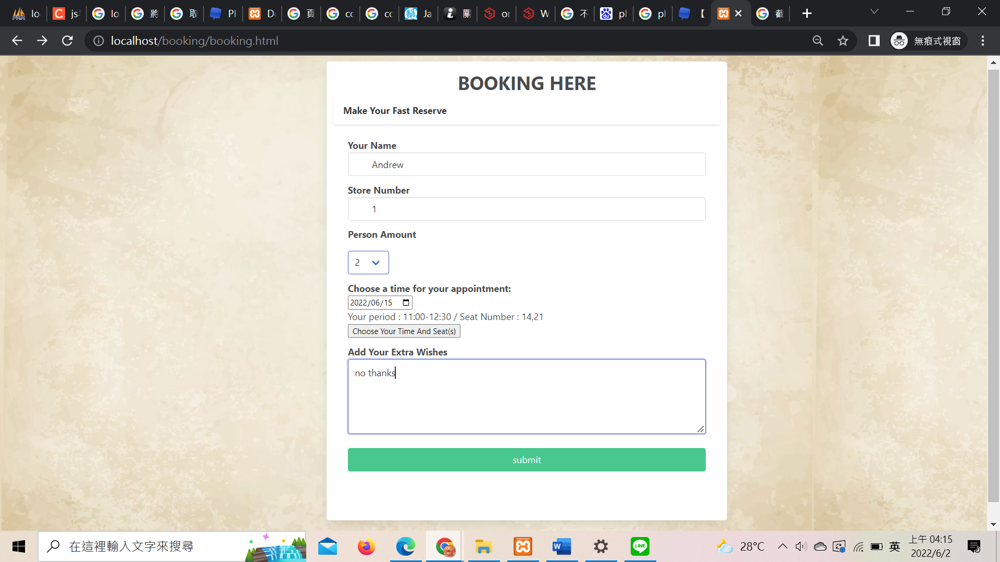 lo
js
lo
將
取
Pl
D
頁
cc
cc
Ja
關
or
W
不
pl
pl
截
localhost/booking/booking.html
無痕式視窗
BOOKING HERE
Make Your Fast Reserve
Your Name
Andrew
Store Number
1
Person Amount
2
Choose a time for your appointment:
2022/06/15
Your period : 11:00-12:30 / Seat Number : 14,21
Choose Your Time And Seat(s)
Add Your Extra Wishes
no thanks
submit
在這裡輸入文字來搜尋
LINE
28°C
英
上午 04:15
2022/6/2